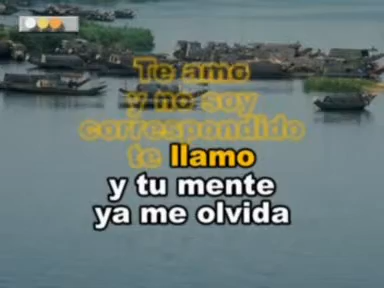 Te amo
y no soy
correspondido
te llamo
y tu mente
ya me olvida